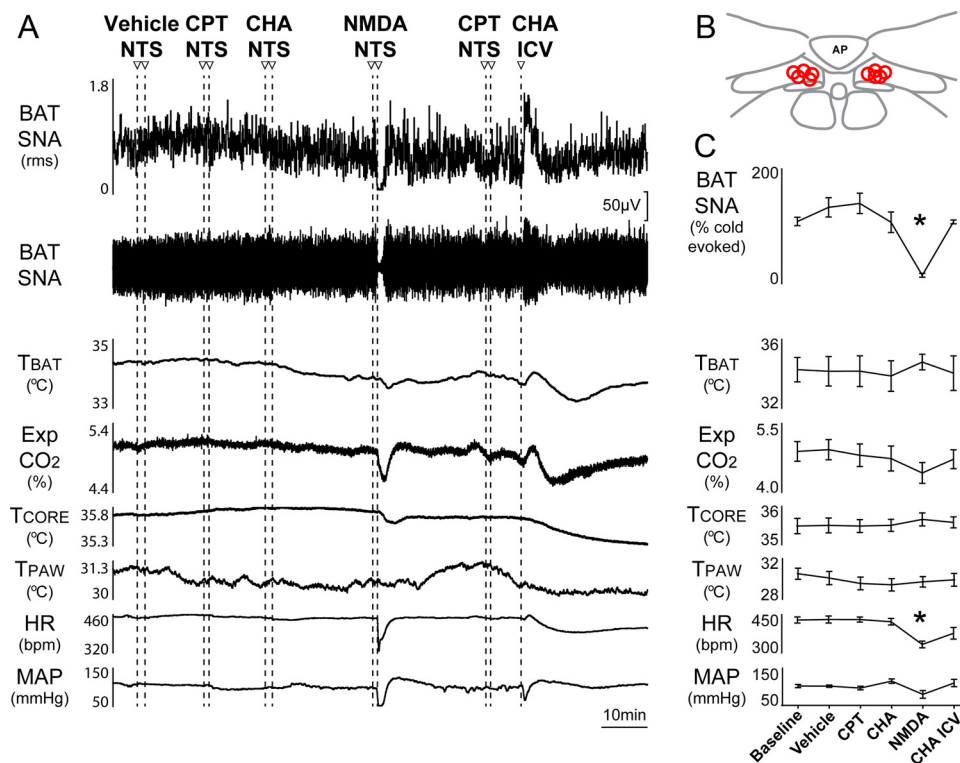 A
Vehicle CPT CHA NMDA CPT CHA
NTS NTS NTS NTS NTS ICV
BAT
SNA
(rms)
1.8
0
50µV
BAT
SNA
TBAT
(ºC)
35
33
Exp
CO2
(%)
5.4
4.4
TCORE
(ºC)
35.8
35.3
TPAW
(ºC)
31.3
30
HR
(bpm)
460
320
MAP
(mmHg)
150
50
10min
B
AP
C
BAT
SNA
(% cold
evoked)
200
0
*
TBAT
(ºC)
36
32
Exp
CO2
(%)
5.5
4.0
TCORE
(ºC)
36
35
TPAW
(ºC)
32
28
HR
(bpm)
450
300
*
MAP
(mmHg)
150
50
Baseline
Vehicle
CPT
CHA
NMDA
CHA ICV